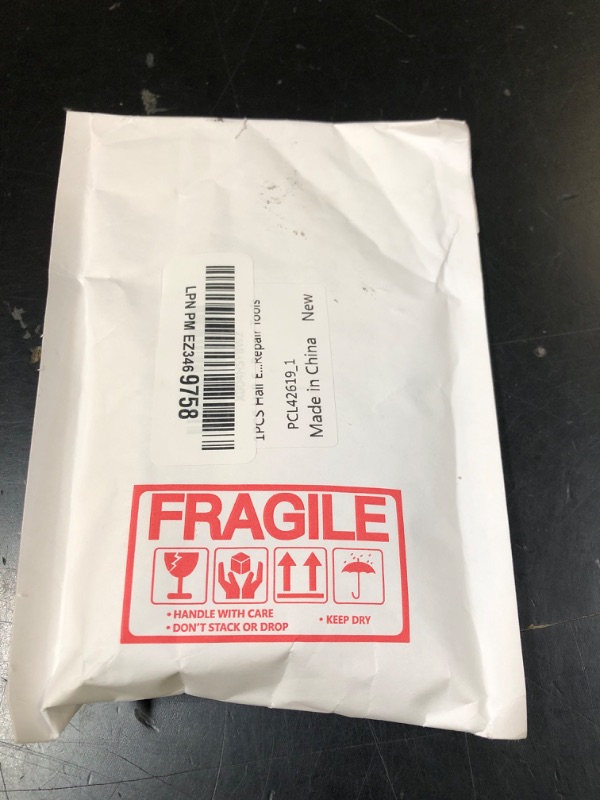 LPN PM EZ3469758
1PCS Hall E...Repair Tools
PCL42619_1
Made in China New
FRAGILE
• HANDLE WITH CARE
• DON'T STACK OR DROP
• KEEP DRY